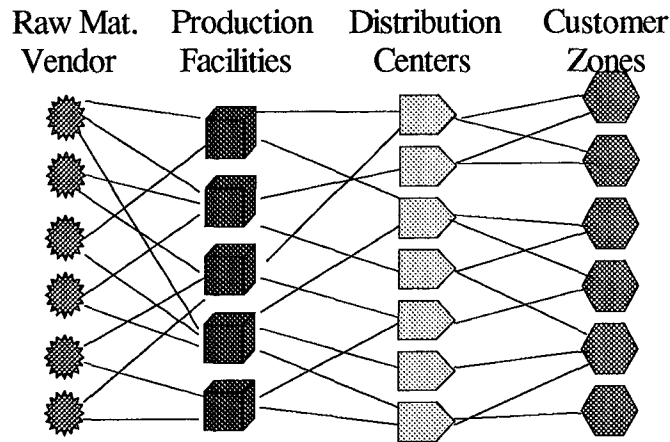 Raw Mat. Production Distribution Customer
Vendor Facilities Centers Zones